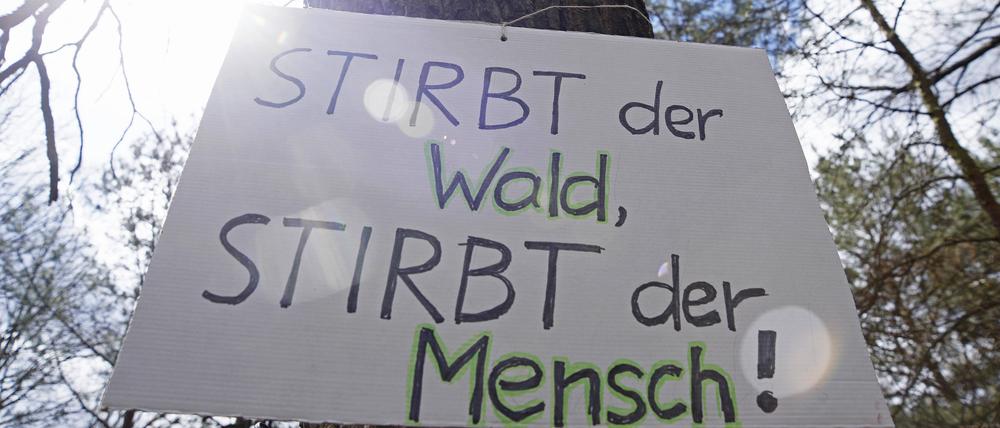 STIRBT der
Wald,
STIRBT der
Mensch!